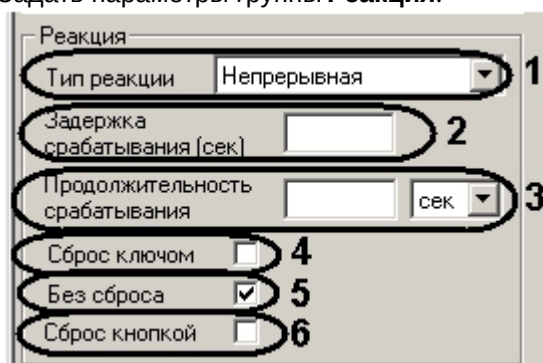 Задать параметры группы Реакция.
Реакция
Тип реакции Непрерывная 1
Задержка
срабатывания (сек) 2
Продолжительность
срабатывания сек 3
Сброс ключом 4
Без сброса 5
Сброс кнопкой 6